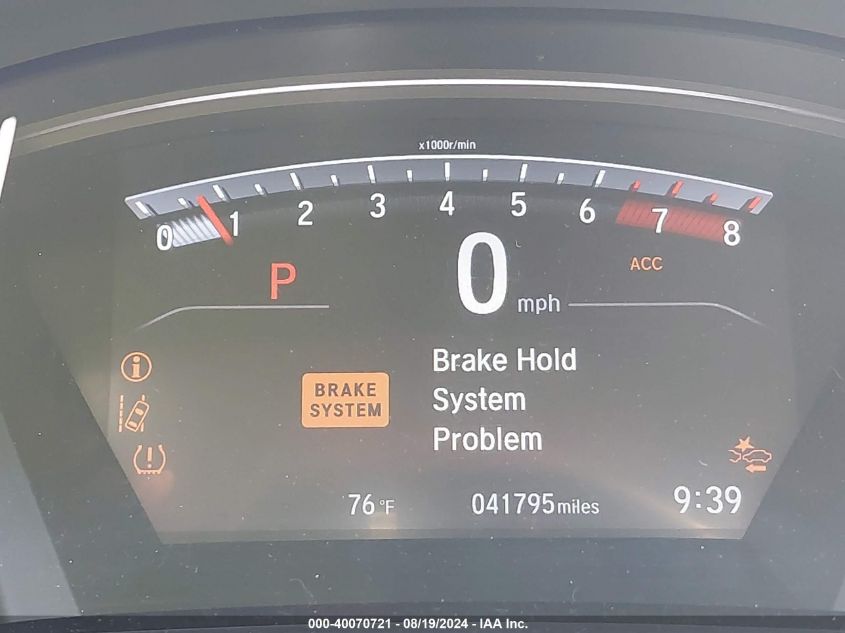 x1000r/min
0 1 2 3 4 5 6 7 8
P 0 mph ACC
BRAKE
SYSTEM
Brake Hold
System
Problem
76°F 041795miles 9:39
000-40070721 - 08/19/2024 - IAA Inc.